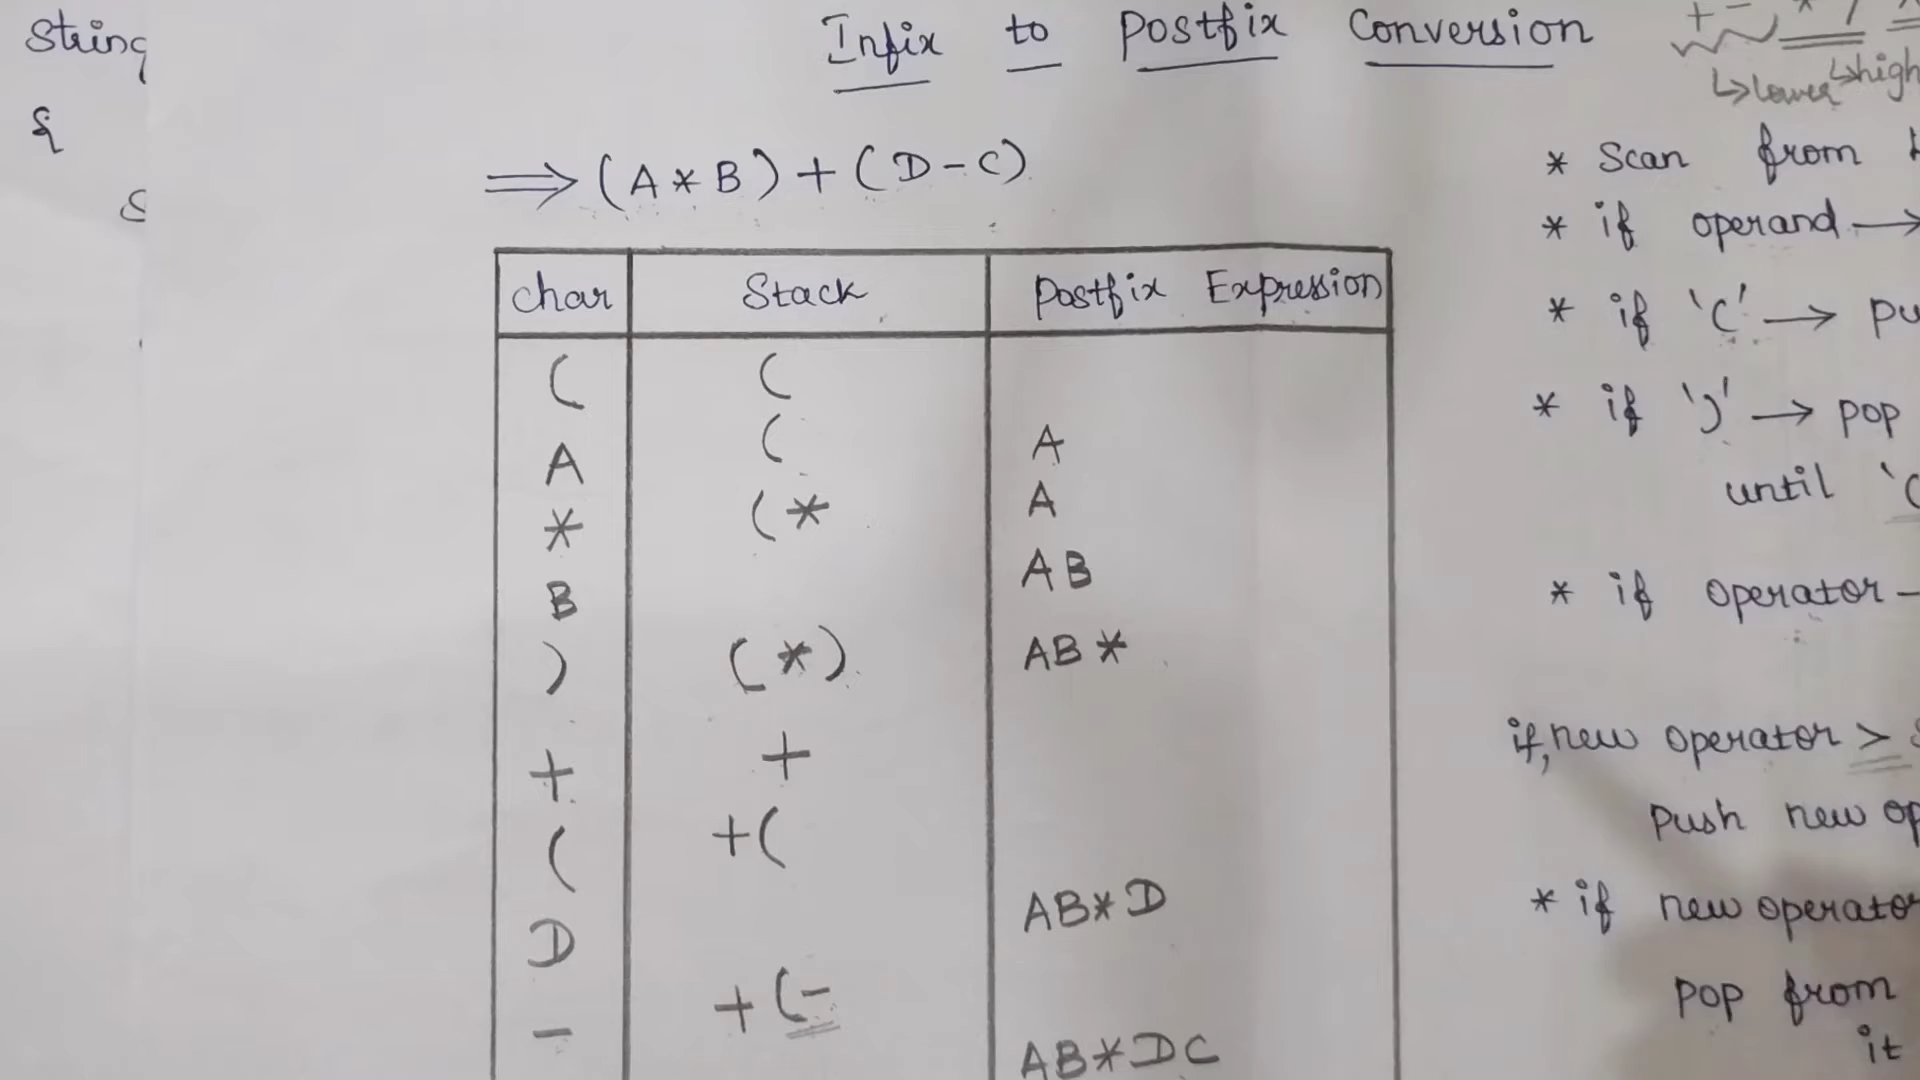 String
{
S
Infix to Postfix Conversion
+ - * /
↳lower ↳high
⇒ (A * B) + (D - C)
char Stack Postfix Expression
( (
A ( A
* (* A
B AB
) (*) AB*
+ +
( +(
D AB*D
- +(-
AB*DC
* Scan from
* if operand →
* if '(' → pu
* if ')' → pop
until '(
* if operator -
if, new operator >
push new op
* if new operator
pop from
it